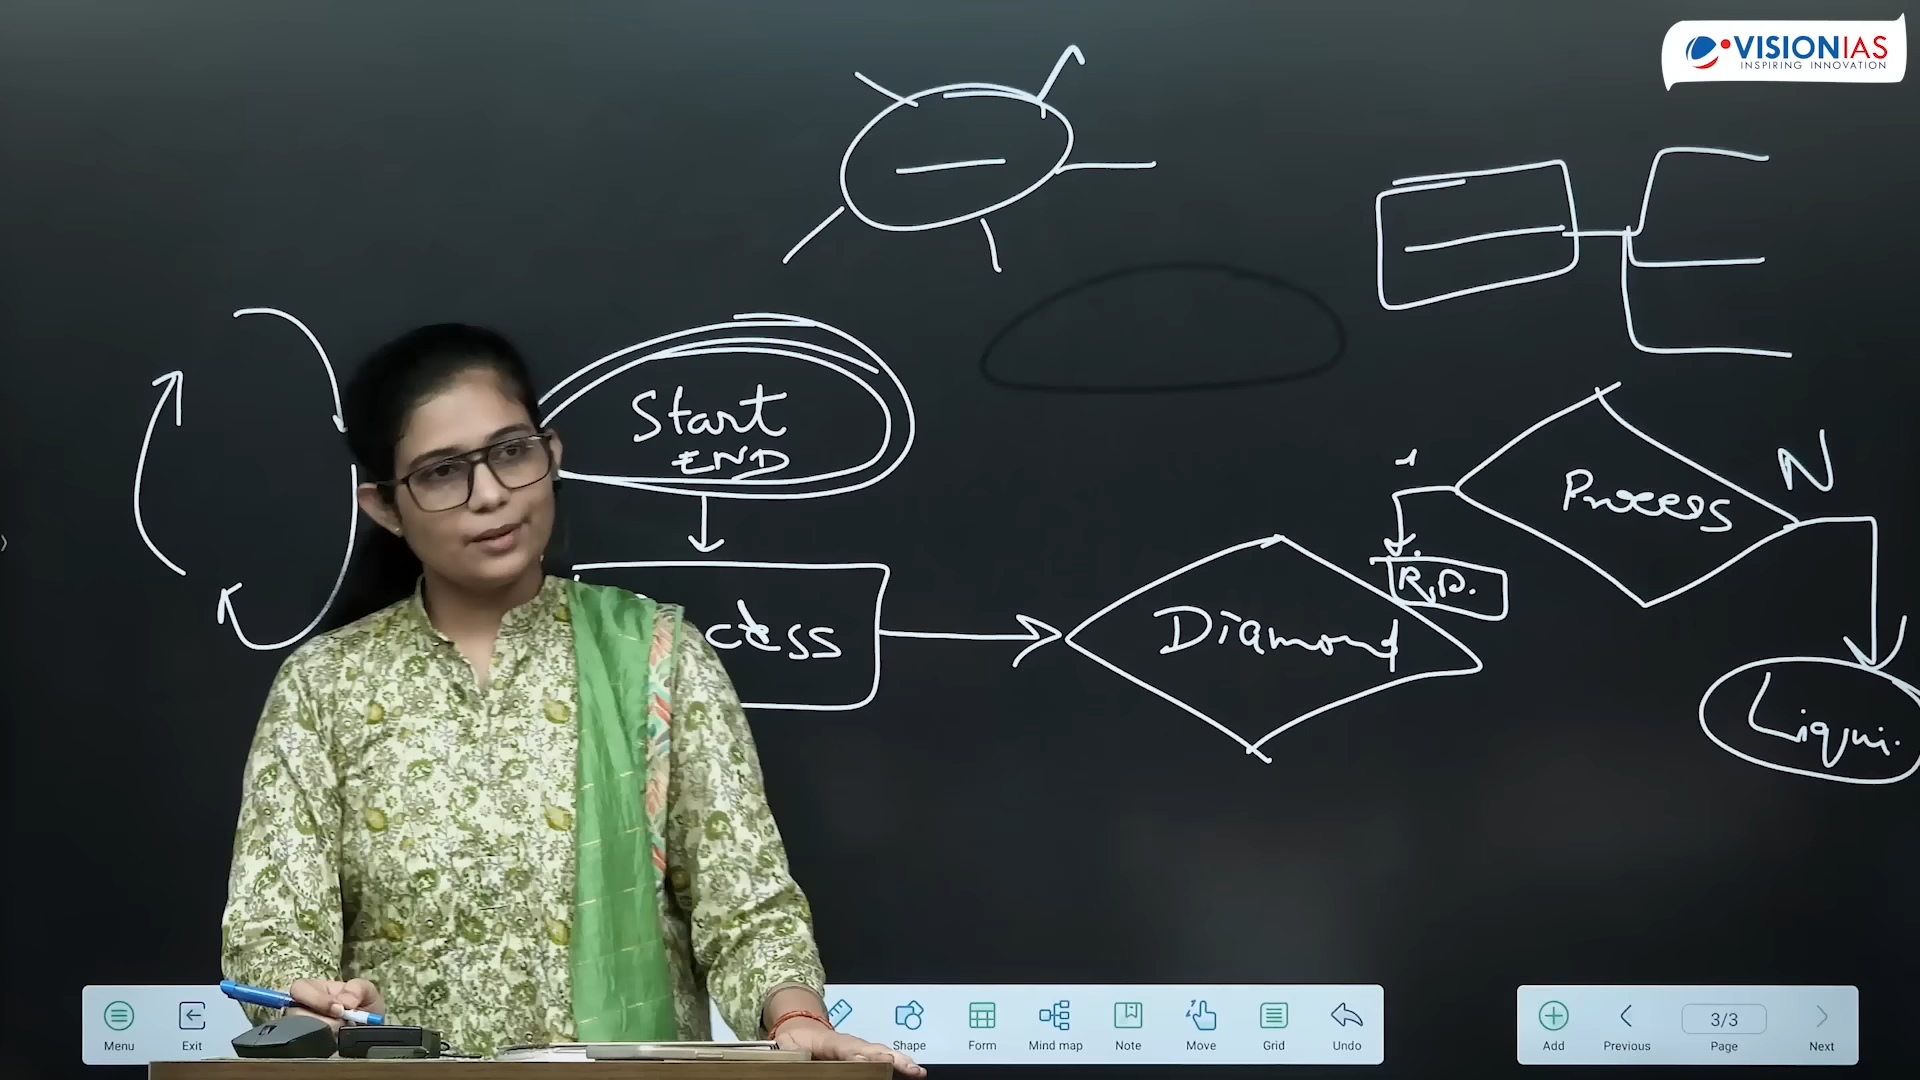 VISIONIAS
INSPIRING INNOVATION
Start
END
Process
N
R.P.
Diamond
Liqui.
Menu
Exit
Shape
Form
Mind map
Note
Move
Grid
Undo
Add
Previous
3/3
Page
Next